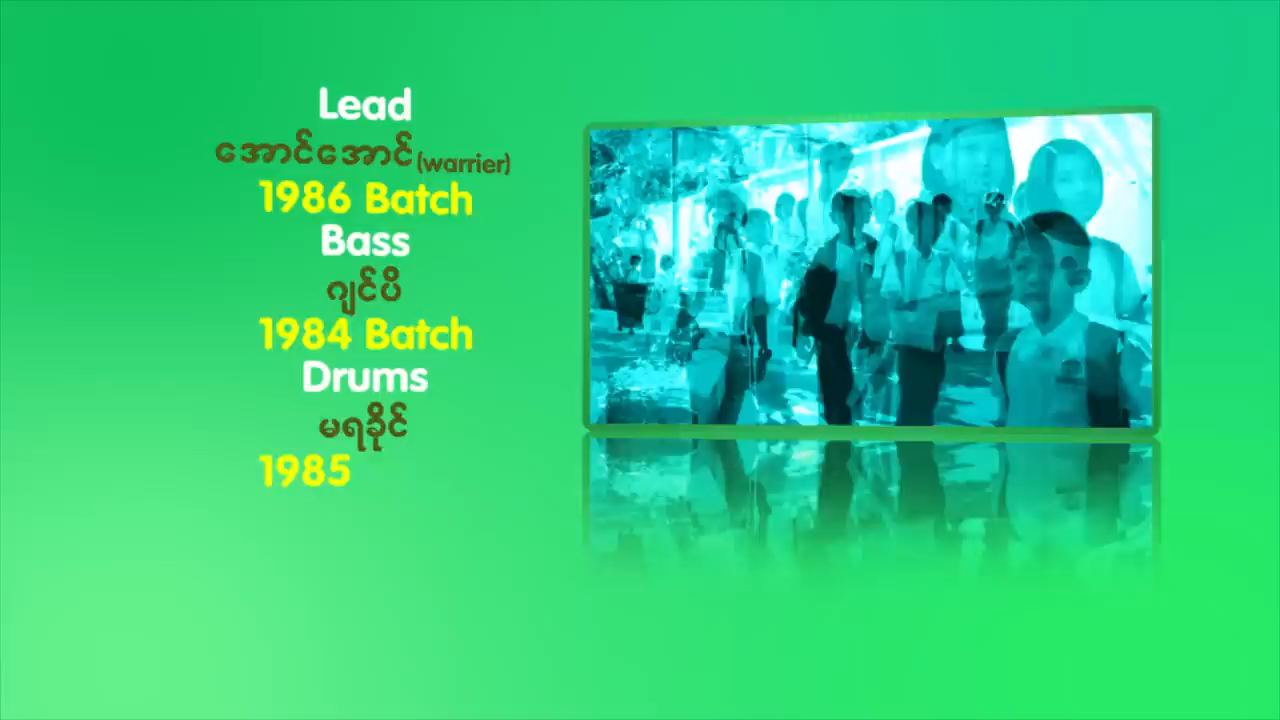 Lead
အောင်အောင်(warrier)
1986 Batch
Bass
ဂျင်ပိ
1984 Batch
Drums
မရခိုင်
1985